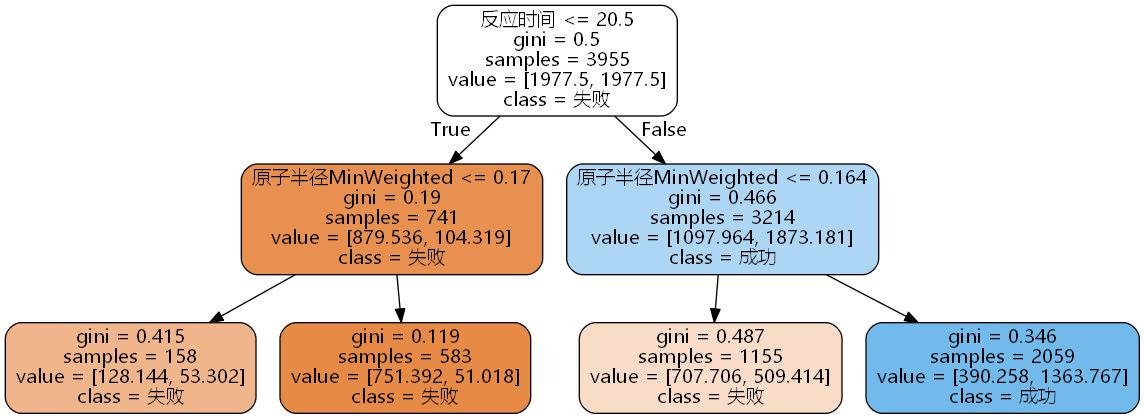 反应时间 <= 20.5
gini = 0.5
samples = 3955
value = [1977.5, 1977.5]
class = 失败
True
False
原子半径MinWeighted <= 0.17
gini = 0.19
samples = 741
value = [879.536, 104.319]
class = 失败
原子半径MinWeighted <= 0.164
gini = 0.466
samples = 3214
value = [1097.964, 1873.181]
class = 成功
gini = 0.415
samples = 158
value = [128.144, 53.302]
class = 失败
gini = 0.119
samples = 583
value = [751.392, 51.018]
class = 失败
gini = 0.487
samples = 1155
value = [707.706, 509.414]
class = 失败
gini = 0.346
samples = 2059
value = [390.258, 1363.767]
class = 成功